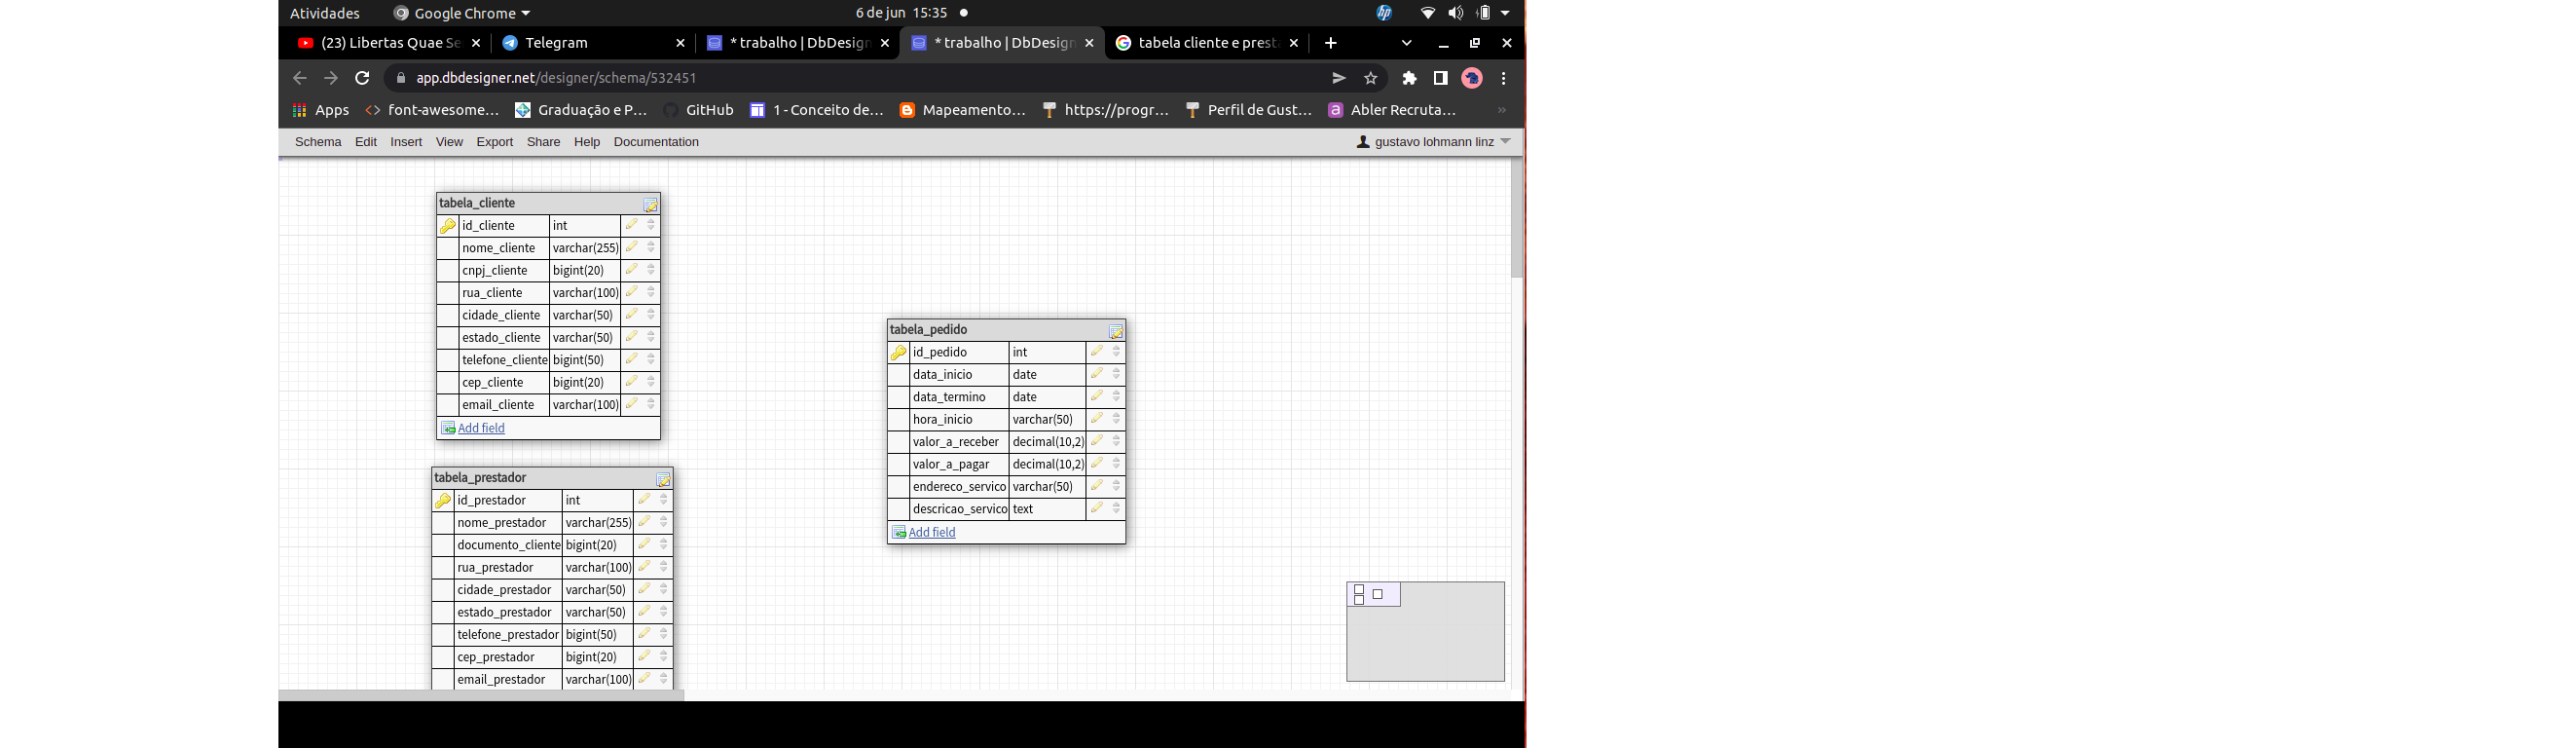 Atividades Google Chrome 6 de jun 15:35 hp
(23) Libertas Quae Se Telegram * trabalho | DbDesign * trabalho | DbDesign tabela cliente e prest
app.dbdesigner.net/designer/schema/532451
Apps font-awesome... Graduação e P... GitHub 1 - Conceito de... Mapeamento... https://progr... Perfil de Gust... a Abler Recruta... »
Schema Edit Insert View Export Share Help Documentation gustavo lohmann linz
tabela_cliente
id_cliente int
nome_cliente varchar(255)
cnpj_cliente bigint(20)
rua_cliente varchar(100)
cidade_cliente varchar(50)
estado_cliente varchar(50)
telefone_cliente bigint(50)
cep_cliente bigint(20)
email_cliente varchar(100)
Add field
tabela_prestador
id_prestador int
nome_prestador varchar(255)
documento_cliente bigint(20)
rua_prestador varchar(100)
cidade_prestador varchar(50)
estado_prestador varchar(50)
telefone_prestador bigint(50)
cep_prestador bigint(20)
email_prestador varchar(100)
tabela_pedido
id_pedido int
data_inicio date
data_termino date
hora_inicio varchar(50)
valor_a_receber decimal(10,2)
valor_a_pagar decimal(10,2)
endereco_servico varchar(50)
descricao_servico text
Add field